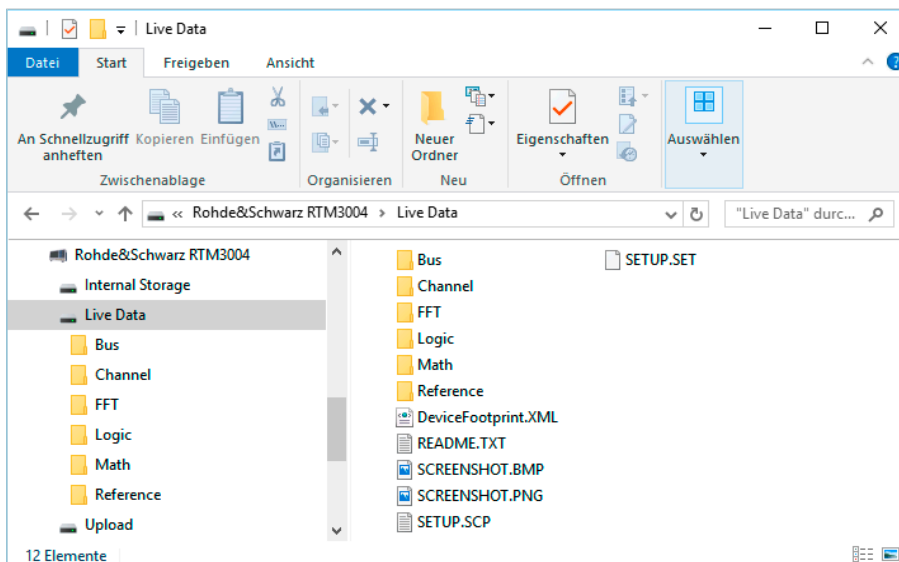 Live Data
Datei Start Freigeben Ansicht
An Schnellzugriff anheften
Kopieren
Einfügen
Neuer Ordner
Eigenschaften
Auswählen
Zwischenablage Organisieren Neu Öffnen
« Rohde&Schwarz RTM3004 > Live Data
"Live Data" durc...
Rohde&Schwarz RTM3004
Internal Storage
Live Data
Bus
Channel
FFT
Logic
Math
Reference
Upload
Bus
Channel
FFT
Logic
Math
Reference
DeviceFootprint.XML
README.TXT
SCREENSHOT.BMP
SCREENSHOT.PNG
SETUP.SCP
SETUP.SET
12 Elemente